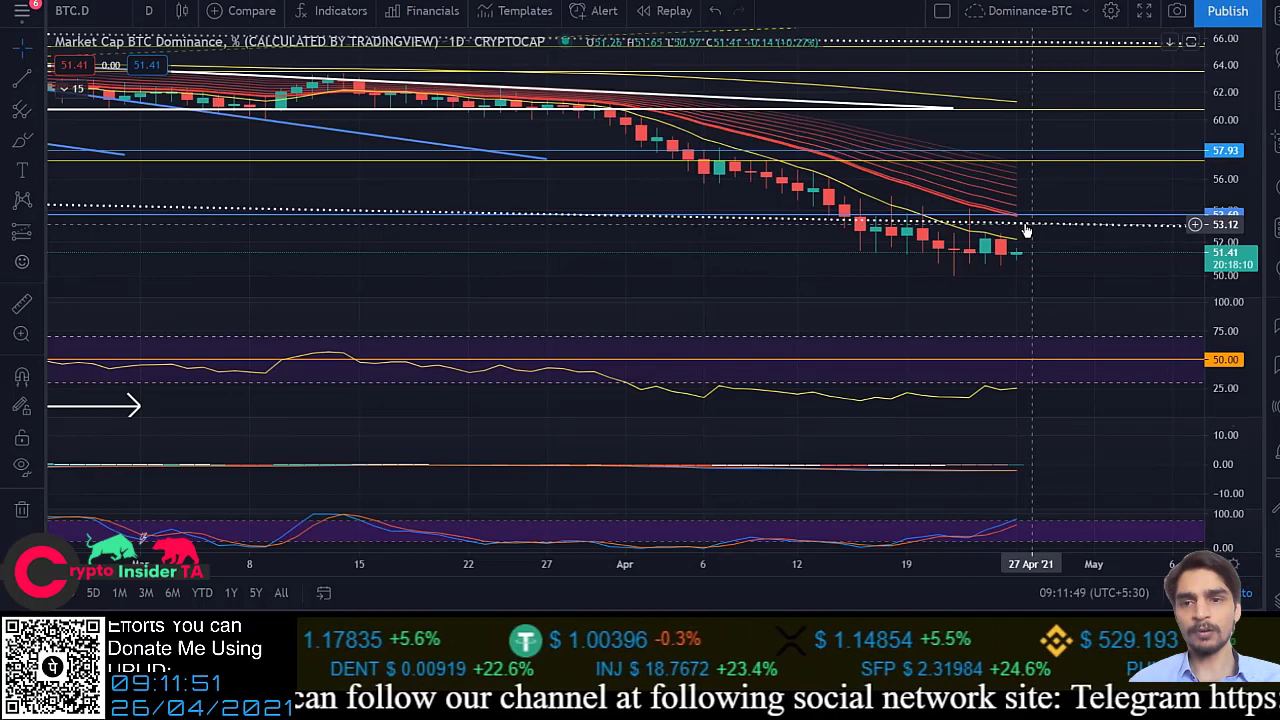 6
D
Compare
Indicators
Financials
Templates
Alert
Replay
Dominance-BTC
Publish
Market Cap BTC Dominance, % (CALCULATED BY TRADINGVIEW) 1D CRYPTOCAP
51.41 0.00 51.41
15
66.00
64.00
62.00
60.00
57.93
56.00
53.12
52.00
51.41
20:18:10
50.00
100.00
75.00
50.00
25.00
10.00
0.00
-10.00
100.00
0.00
8
15
22
Apr
6
12
19
27 Apr '21
May
Crypto Insider TA
5D 1M 3M 6M YTD 1Y 5Y All
09:11:49 (UTC+5:30)
Efforts You can
Donate Me Using
09:11:51
26/04/2021
1.17835 +5.6% $ 1.00396 -0.3% $ 1.14854 +5.5% $ 529.193
DENT $ 0.00919 +22.6% INJ $ 18.7672 +23.4% SFP $ 2.31984 +24.6%
can follow our channel at following social network site: Telegram https: